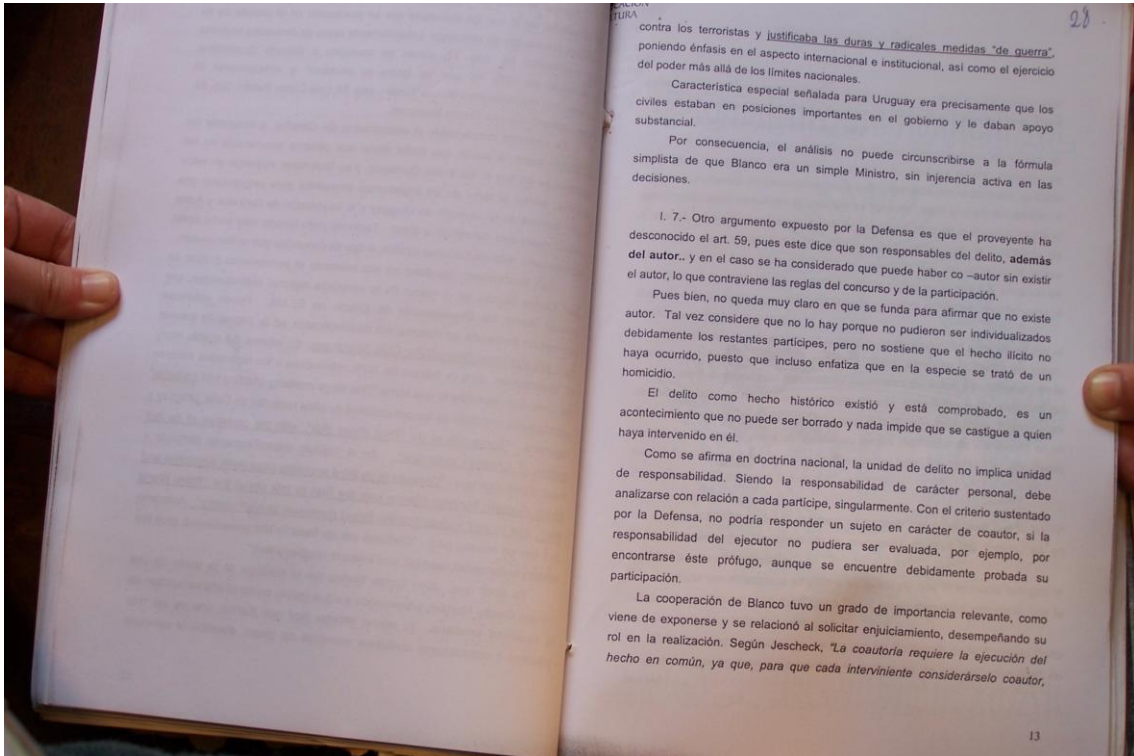 TURA
28
contra los terroristas y justificaba las duras y radicales medidas "de guerra",
poniendo énfasis en el aspecto internacional e institucional, así como el ejercicio
del poder más allá de los límites nacionales.
Característica especial señalada para Uruguay era precisamente que los
civiles estaban en posiciones importantes en el gobierno y le daban apoyo
substancial.
Por consecuencia, el análisis no puede circunscribirse a la fórmula
simplista de que Blanco era un simple Ministro, sin injerencia activa en las
decisiones.
I. 7.- Otro argumento expuesto por la Defensa es que el proveyente ha
desconocido el art. 59, pues este dice que son responsables del delito, además
del autor.. y en el caso se ha considerado que puede haber co –autor sin existir
el autor, lo que contraviene las reglas del concurso y de la participación.
Pues bien, no queda muy claro en que se funda para afirmar que no existe
autor. Tal vez considere que no lo hay porque no pudieron ser individualizados
debidamente los restantes partícipes, pero no sostiene que el hecho ilícito no
haya ocurrido, puesto que incluso enfatiza que en la especie se trató de un
homicidio.
El delito como hecho histórico existió y está comprobado, es un
acontecimiento que no puede ser borrado y nada impide que se castigue a quien
haya intervenido en él.
Como se afirma en doctrina nacional, la unidad de delito no implica unidad
de responsabilidad. Siendo la responsabilidad de carácter personal, debe
analizarse con relación a cada partícipe, singularmente. Con el criterio sustentado
por la Defensa, no podría responder un sujeto en carácter de coautor, si la
responsabilidad del ejecutor no pudiera ser evaluada, por ejemplo, por
encontrarse éste prófugo, aunque se encuentre debidamente probada su
participación.
La cooperación de Blanco tuvo un grado de importancia relevante, como
viene de exponerse y se relacionó al solicitar enjuiciamiento, desempeñando su
rol en la realización. Según Jescheck, "La coautoría requiere la ejecución del
hecho en común, ya que, para que cada interviniente considerárselo coautor,
13